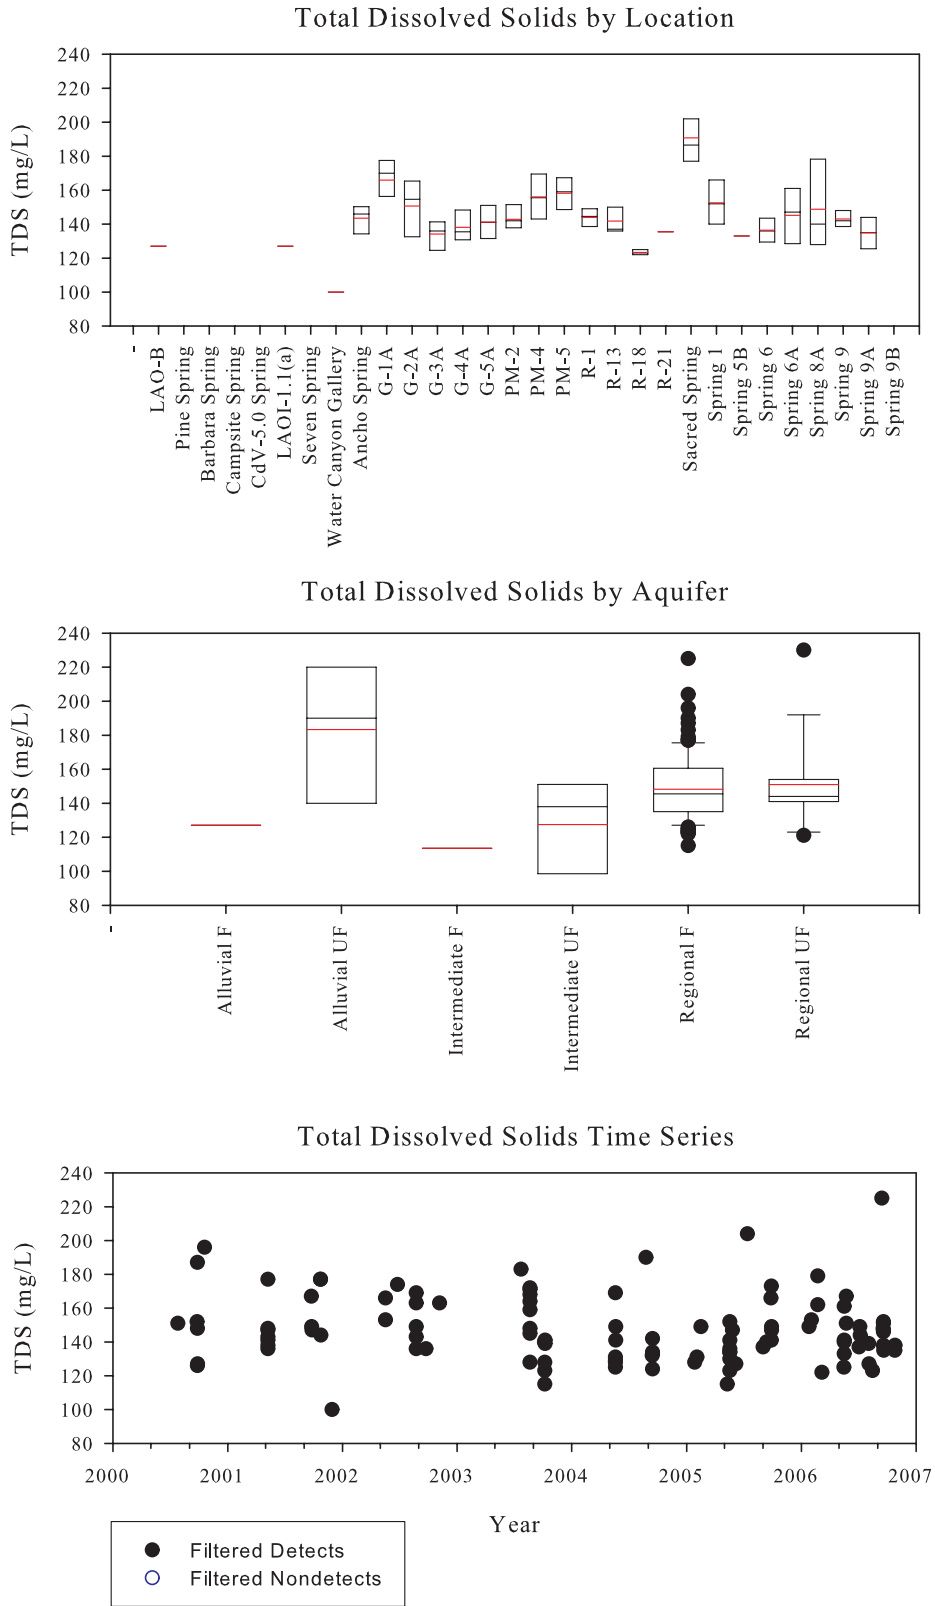 Total Dissolved Solids by Location
240
220
200
180
160
140
120
100
80
TDS (mg/L)
-
LAO-B
Pine Spring
Barbara Spring
Campsite Spring
CdV-5.0 Spring
LAOI-1.1(a)
Seven Spring
Water Canyon Gallery
Ancho Spring
G-1A
G-2A
G-3A
G-4A
G-5A
PM-2
PM-4
PM-5
R-1
R-13
R-18
R-21
Sacred Spring
Spring 1
Spring 5B
Spring 6
Spring 6A
Spring 8A
Spring 9
Spring 9A
Spring 9B
Total Dissolved Solids by Aquifer
240
220
200
180
160
140
120
100
80
TDS (mg/L)
-
Alluvial F
Alluvial UF
Intermediate F
Intermediate UF
Regional F
Regional UF
Total Dissolved Solids Time Series
240
220
200
180
160
140
120
100
80
TDS (mg/L)
2000 2001 2002 2003 2004 2005 2006 2007
Year
Filtered Detects
Filtered Nondetects